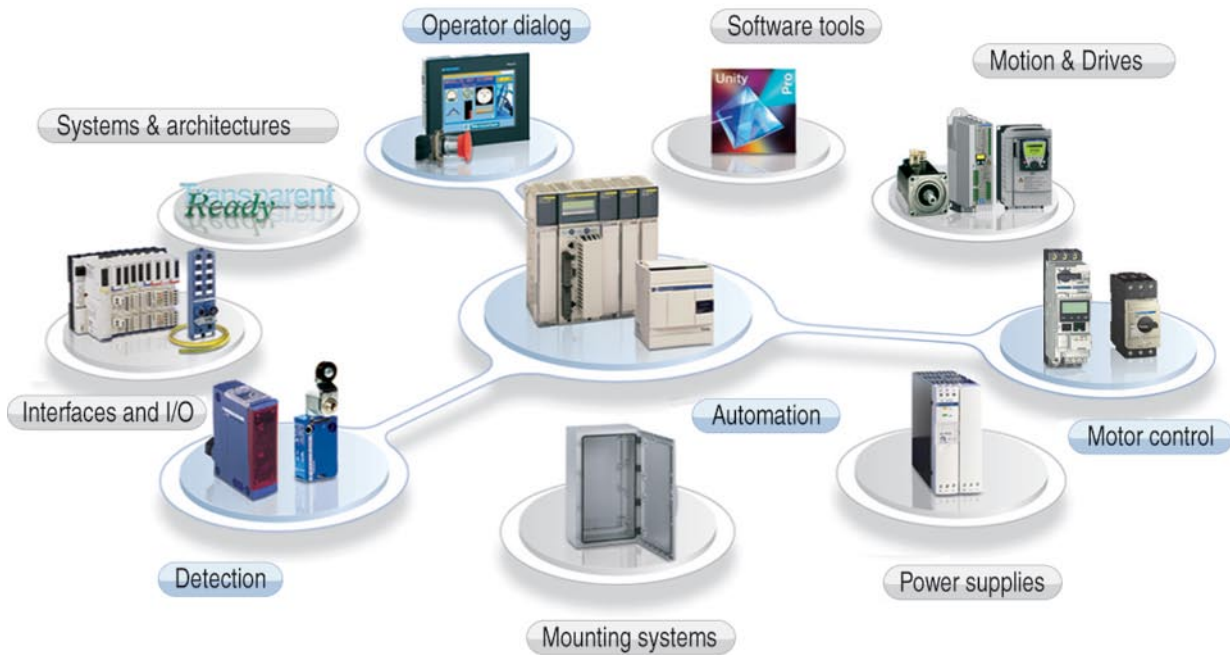 Operator dialog
Software tools
Motion & Drives
Systems & architectures
Unity
Pro
Transparent
Ready
Interfaces and I/O
Automation
Motor control
Detection
Power supplies
Mounting systems